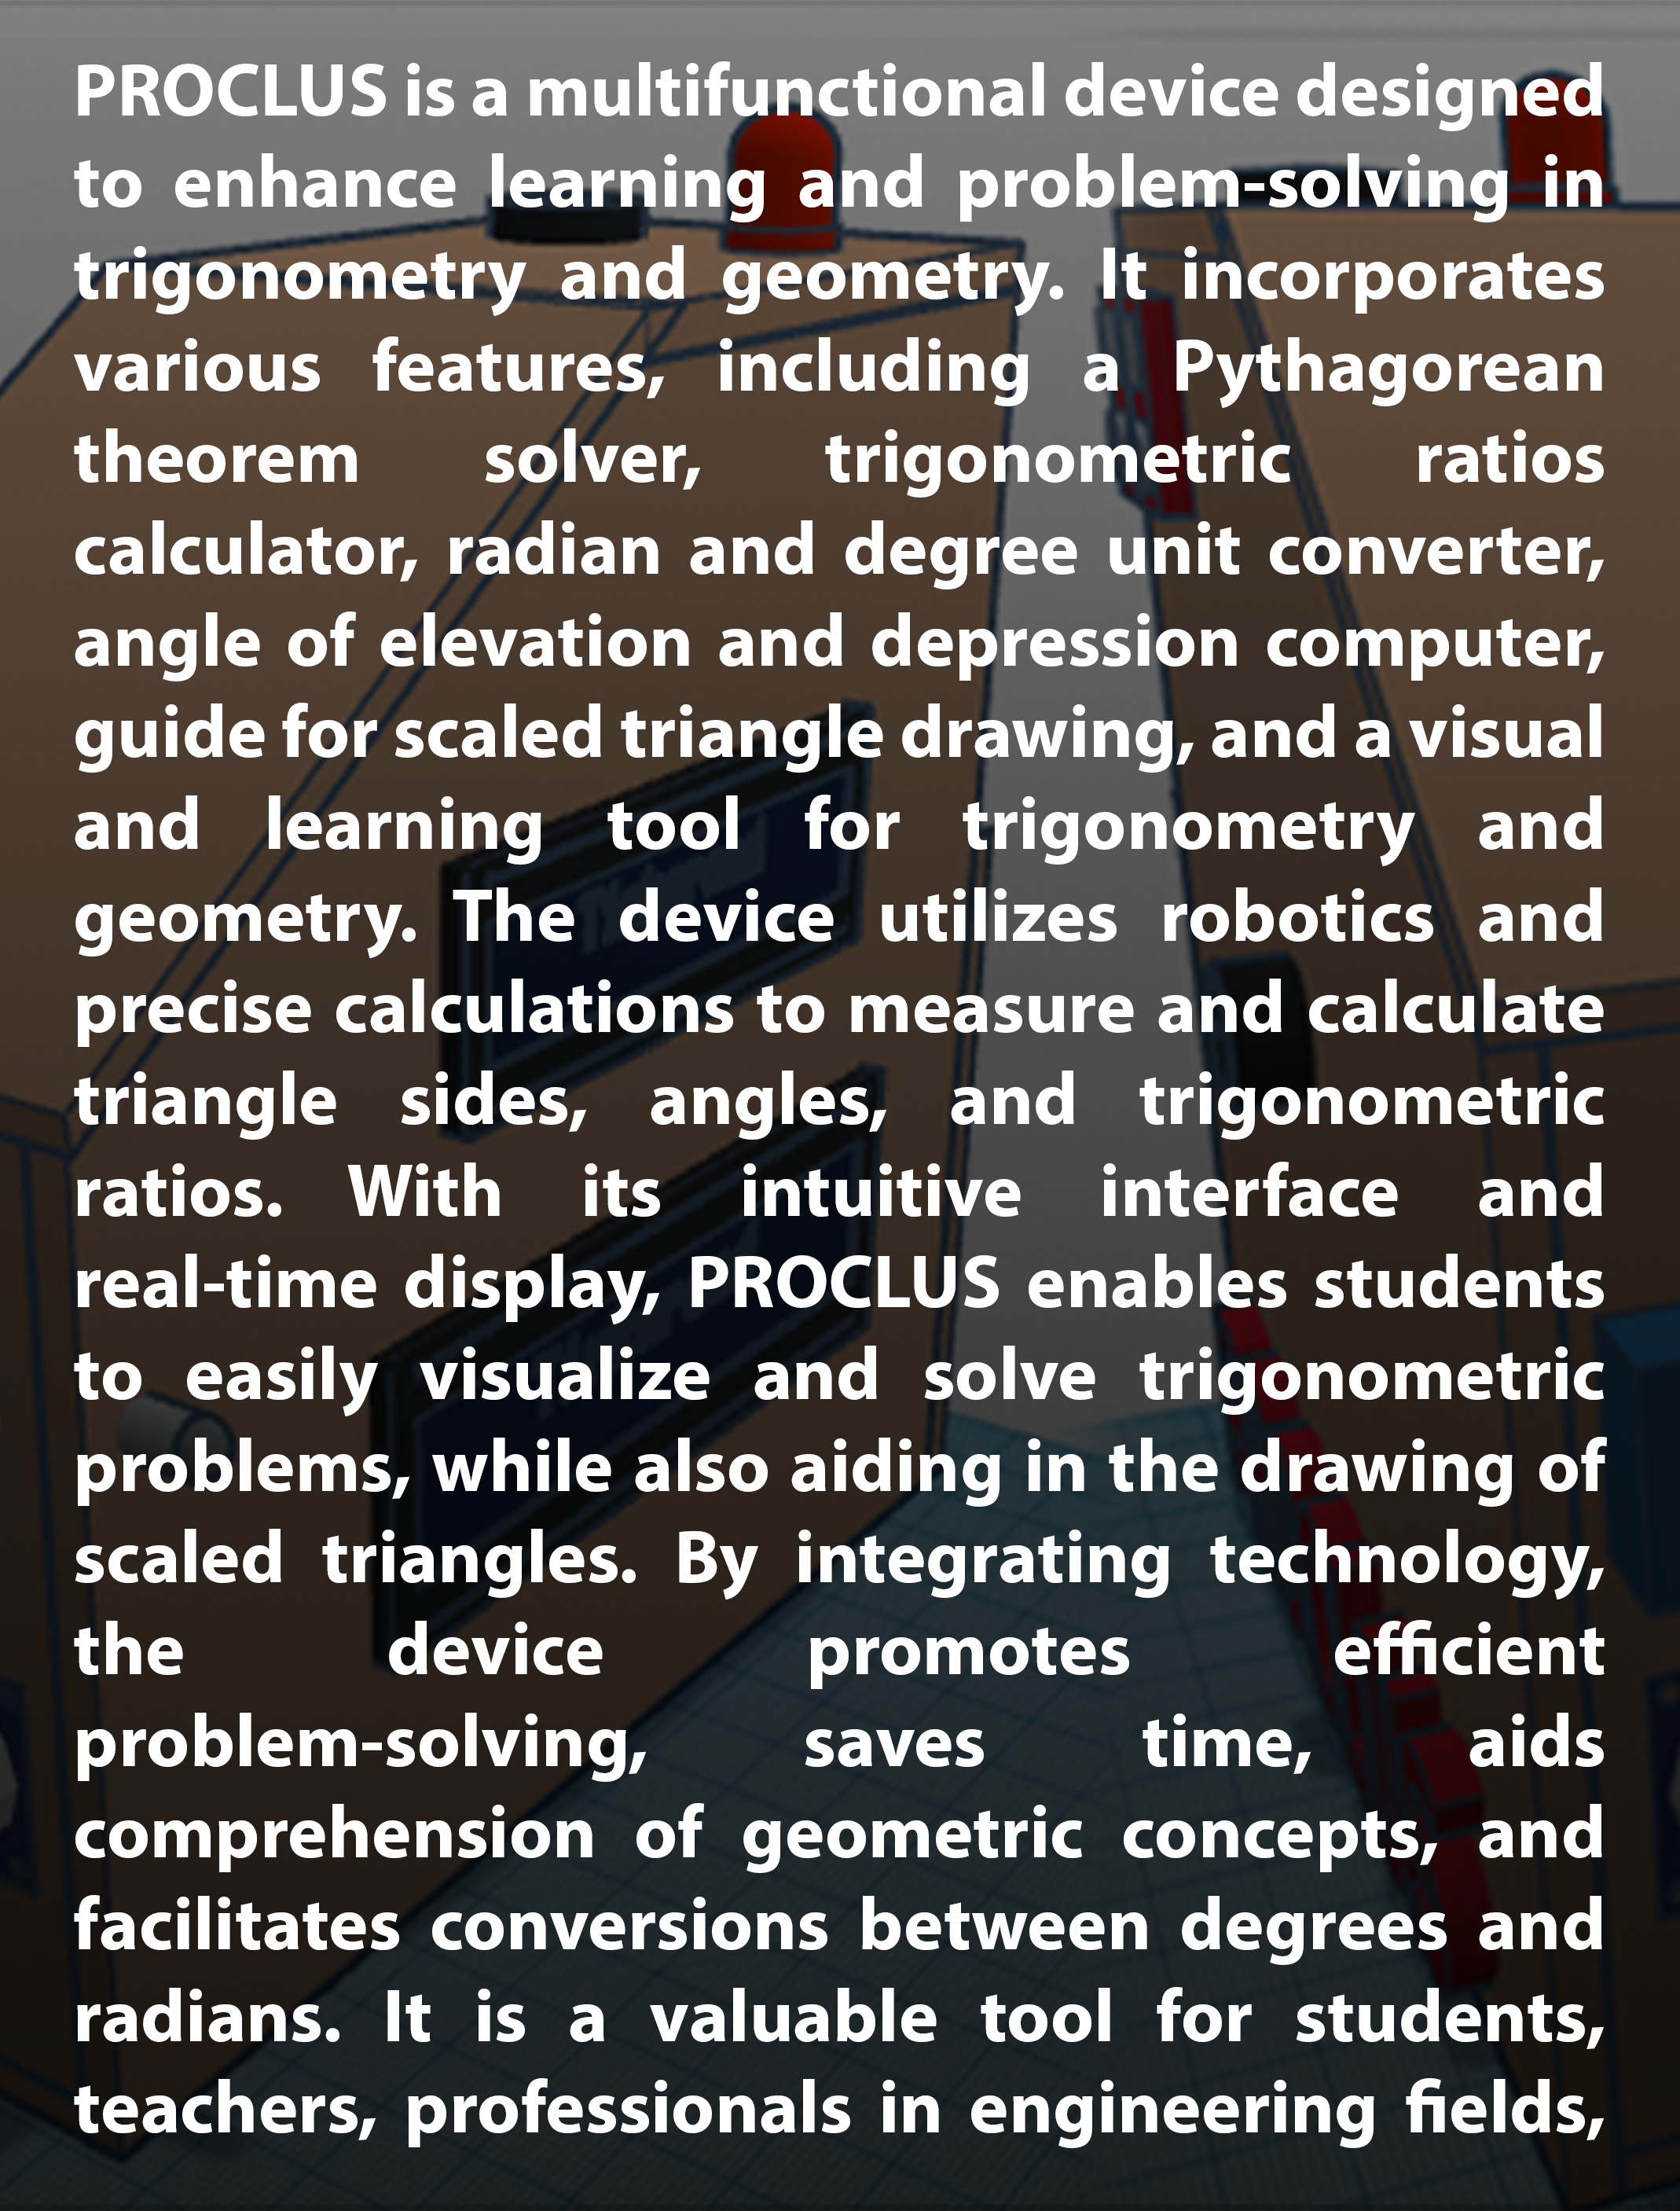 PROCLUS is a multifunctional device designed
to enhance learning and problem-solving in
trigonometry and geometry. It incorporates
various features, including a Pythagorean
theorem solver, trigonometric ratios
calculator, radian and degree unit converter,
angle of elevation and depression computer,
guide for scaled triangle drawing, and a visual
and learning tool for trigonometry and
geometry. The device utilizes robotics and
precise calculations to measure and calculate
triangle sides, angles, and trigonometric
ratios. With its intuitive interface and
real-time display, PROCLUS enables students
to easily visualize and solve trigonometric
problems, while also aiding in the drawing of
scaled triangles. By integrating technology,
the device promotes efficient
problem-solving, saves time, aids
comprehension of geometric concepts, and
facilitates conversions between degrees and
radians. It is a valuable tool for students,
teachers, professionals in engineering fields,